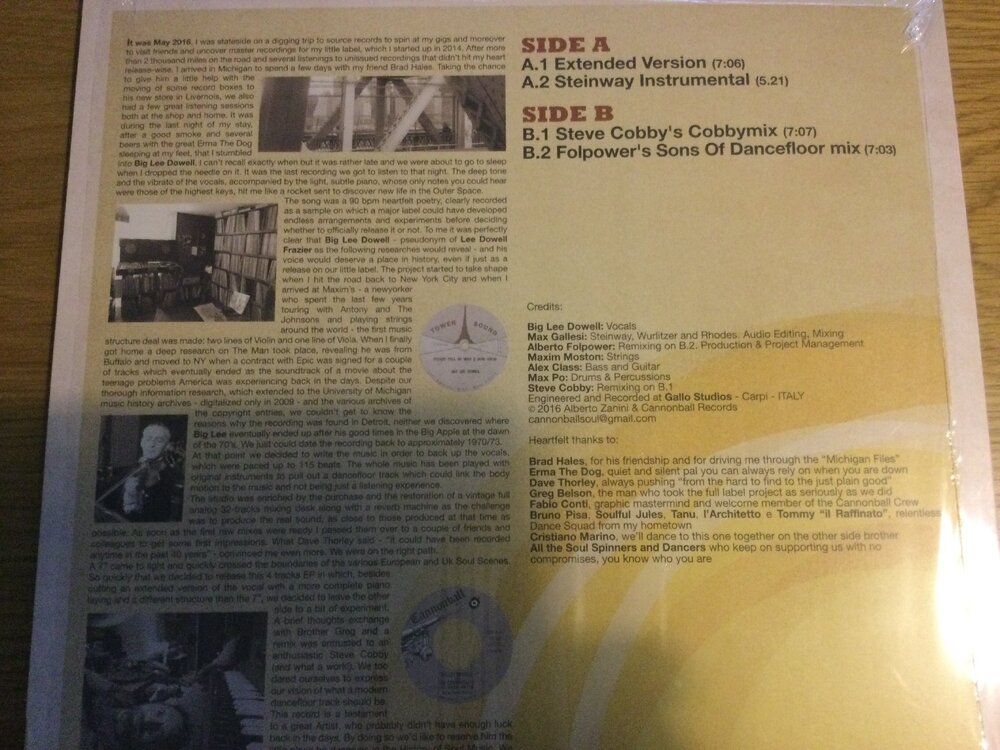 It was May 2016, I was stateside on a digging trip to source records to spin at my gigs and moreover
to visit friends and uncover master recordings for my little label, which I started up in 2014. After more
than 2 thousand miles on the road and several listenings to unissued recordings that didn't hit my heart
release-wise, I arrived in Michigan to spend a few days with my friend Brad Hales. Taking the chance
to give him a little help with the
moving of some record boxes to
his new store in Livernois, we also
had a few great listening sessions
both at the shop and home. It was
during the last night of my stay,
after a good smoke and several
beers with the great Erma The Dog
sleeping at my feet, that I stumbled
into Big Lee Dowell. I can't recall exactly when but it was rather late and we were about to go to sleep
when I dropped the needle on it. It was the last recording we got to listen to that night. The deep tone
and the vibrato of the vocals, accompanied by the light, subtle piano, whose only notes you could hear
were those of the highest keys, hit me like a rocket sent to discover new life in the Outer Space.
The song was a 90 bpm heartfelt poetry, clearly recorded
as a sample on which a major label could have developed
endless arrangements and experiments before deciding
whether to officially release it or not. To me it was perfectly
clear that Big Lee Dowell - pseudonym of Lee Dowell
Frazier as the following researches would reveal - and his
voice would deserve a place in history, even if just as a
release on our little label. The project started to take shape
when I hit the road back to New York City and when I
arrived at Maxim's - a newyorker
who spent the last few years
touring with Antony and The
Johnsons and playing strings
around the world - the first music
structure deal was made: two lines of Violin and one line of Viola. When I finally
got home a deep research on The Man took place, revealing he was from
Buffalo and moved to NY when a contract with Epic was signed for a couple
of tracks which eventually ended as the soundtrack of a movie about the
teenage problems America was experiencing back in the days. Despite our
thorough information research, which extended to the University of Michigan
music history archives - digitalized only in 2009 - and the various archives of
the copyright entries, we couldn't get to know the
reasons why the recording was found in Detroit, neither we discovered where
Big Lee eventually ended up after his good times in the Big Apple at the dawn
of the 70's. We just could date the recording back to approximately 1970/73.
At that point we decided to write the music in order to back up the vocals,
which were placed up to 115 beats. The whole music has been played with
original instruments to pull out a dancefloor track which could link the body
motion to the music and not being just a listening experience.
The studio was enriched by the purchase and the restoration of a vintage full
analog 32-tracks mixing desk along with a reverb machine as the challenge
was to produce the real sound, as close to those produced at that time as
possible. As soon as the first raw mixes were ready I passed them over to a couple of friends and
colleagues to get some first impressions. What Dave Thorley said - "it could have been recorded
anytime in the past 40 years" - convinced me even more. We were on the right path.
A 7" came to light and quickly crossed the boundaries of the various European and Uk Soul Scenes.
So quickly that we decided to release this 4 tracks EP in which, besides
cutting an extended version of the vocal with a more complete piano
laying and a different structure than the 7", we decided to leave the other
side to a bit of experiment.
A brief thoughts exchange
with Brother Greg and a
remix was entrusted to an
enthusiastic Steve Cobby
(and what a work!). We too
dared ourselves to express
our vision of what a modern
dancefloor track should be.
This record is a testament
to a great Artist, who probably didn't have enough luck
back in the days. By doing so we'd like to reserve him the
TOWER SOUND
Cannonball
SIDE A
A.1 Extended Version (7:06)
A.2 Steinway Instrumental (5.21)
SIDE B
B.1 Steve Cobby's Cobbymix (7:07)
B.2 Folpower's Sons Of Dancefloor mix (7:03)
Credits:
Big Lee Dowell: Vocals
Max Gallesi: Steinway, Wurlitzer and Rhodes. Audio Editing, Mixing
Alberto Folpower: Remixing on B.2. Production & Project Management
Maxim Moston: Strings
Alex Class: Bass and Guitar
Max Po: Drums & Percussions
Steve Cobby: Remixing on B.1
Engineered and Recorded at Gallo Studios - Carpi - ITALY
© 2016 Alberto Zanini & Cannonball Records
cannonballsoul@gmail.com
Heartfelt thanks to:
Brad Hales, for his friendship and for driving me through the "Michigan Files"
Erma The Dog, quiet and silent pal you can always rely on when you are down
Dave Thorley, always pushing "from the hard to find to the just plain good"
Greg Belson, the man who took the full label project as seriously as we did
Fabio Conti, graphic mastermind and welcome member of the Cannonball Crew
Bruno Pisa, Soulful Jules, Tanu, l'Architetto e Tommy "il Raffinato", relentless
Dance Squad from my hometown
Cristiano Marino, we'll dance to this one together on the other side brother
All the Soul Spinners and Dancers who keep on supporting us with no
compromises, you know who you are